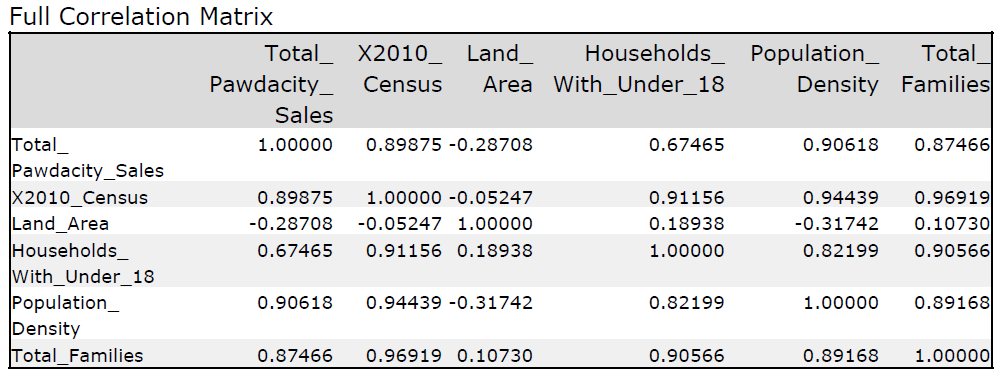 Full Correlation Matrix
Total_ X2010_ Land_ Households_ Population_ Total_
Pawdacity_ Census Area With_Under_18 Density Families
Sales
Total_ 1.00000 0.89875 -0.28708 0.67465 0.90618 0.87466
Pawdacity_Sales
X2010_Census 0.89875 1.00000 -0.05247 0.91156 0.94439 0.96919
Land_Area -0.28708 -0.05247 1.00000 0.18938 -0.31742 0.10730
Households_ 0.67465 0.91156 0.18938 1.00000 0.82199 0.90566
With_Under_18
Population_ 0.90618 0.94439 -0.31742 0.82199 1.00000 0.89168
Density
Total_Families 0.87466 0.96919 0.10730 0.90566 0.89168 1.00000